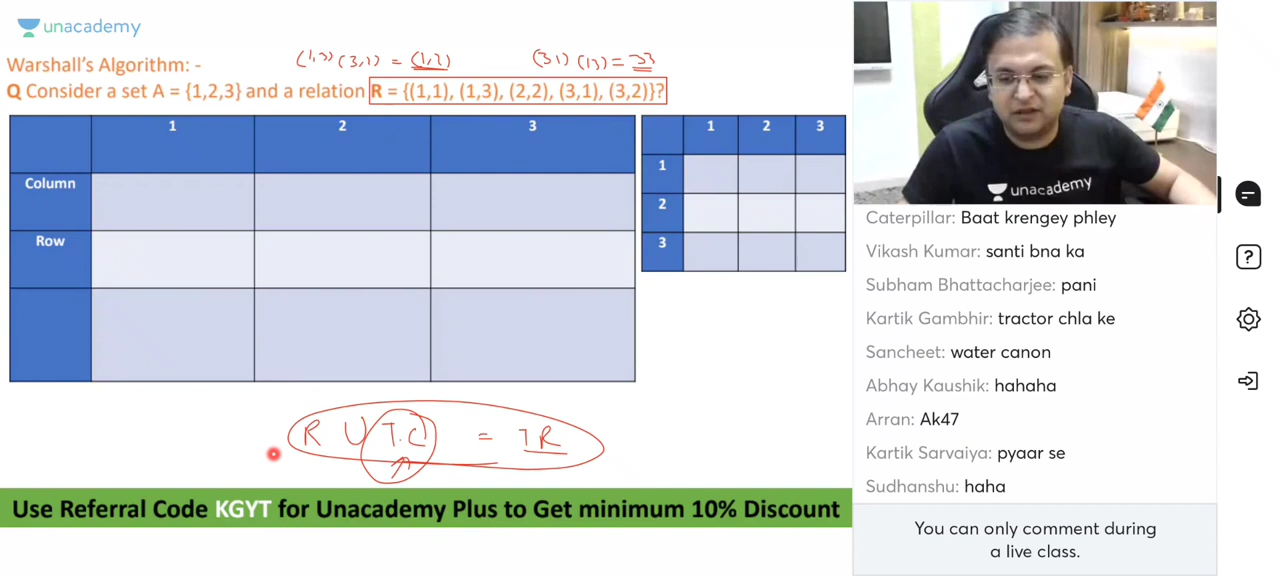 unacademy
(1,3) (3,1) = (1,1) (3,1) (1,3) = 33
Warshall's Algorithm: -
Q Consider a set A = {1,2,3} and a relation R = {(1,1), (1,3), (2,2), (3,1), (3,2)}?
1 2 3
Column
Row
1 2 3
1
2
3
R U T.C = TR
Use Referral Code KGYT for Unacademy Plus to Get minimum 10% Discount
unacademy
Caterpillar: Baat krengey phley
Vikash Kumar: santi bna ka
Subham Bhattacharjee: pani
Kartik Gambhir: tractor chla ke
Sancheet: water canon
Abhay Kaushik: hahaha
Arran: Ak47
Kartik Sarvaiya: pyaar se
Sudhanshu: haha
You can only comment during
a live class.
?